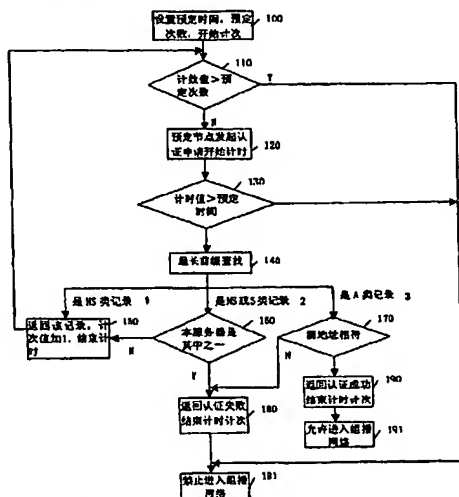 设置预定时间，预定
次数，开始计次
100
110
计数值>预
定次数
Y
N
预定节点发起认
证申请开始计时
120
130
计时值>预定
时间
最长前缀查找
140
是NS类记录 1
是NS或S类记录 2
是A类记录 3
返回该记录，计
次值加1，结束计
时
150
本服务器是
其中之一
160
源地址相符
170
N
N
Y
返回认证失败
结束计时计次
180
返回认证成功
结束计时计次
190
允许进入组播
网络
191
禁止进入组播
网络
181